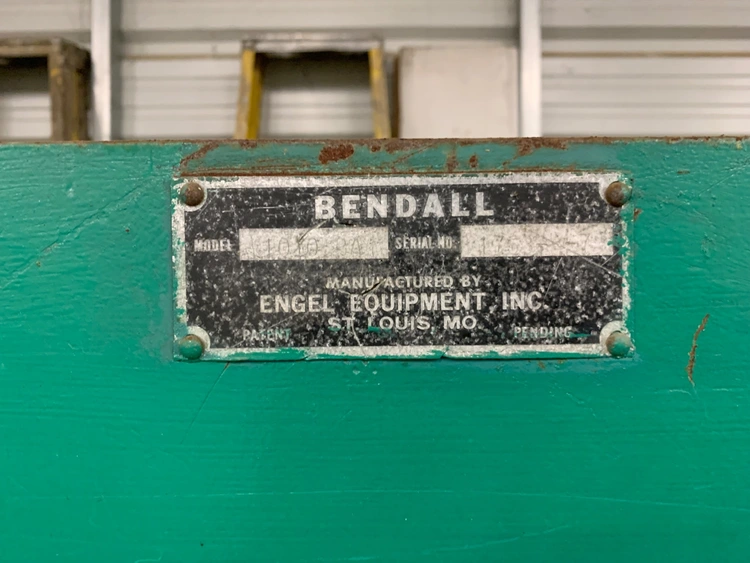 BENDALL
MODEL SERIAL NO.
MANUFACTURED BY
ENGEL EQUIPMENT, INC.
ST. LOUIS, MO.
PATENT PENDING